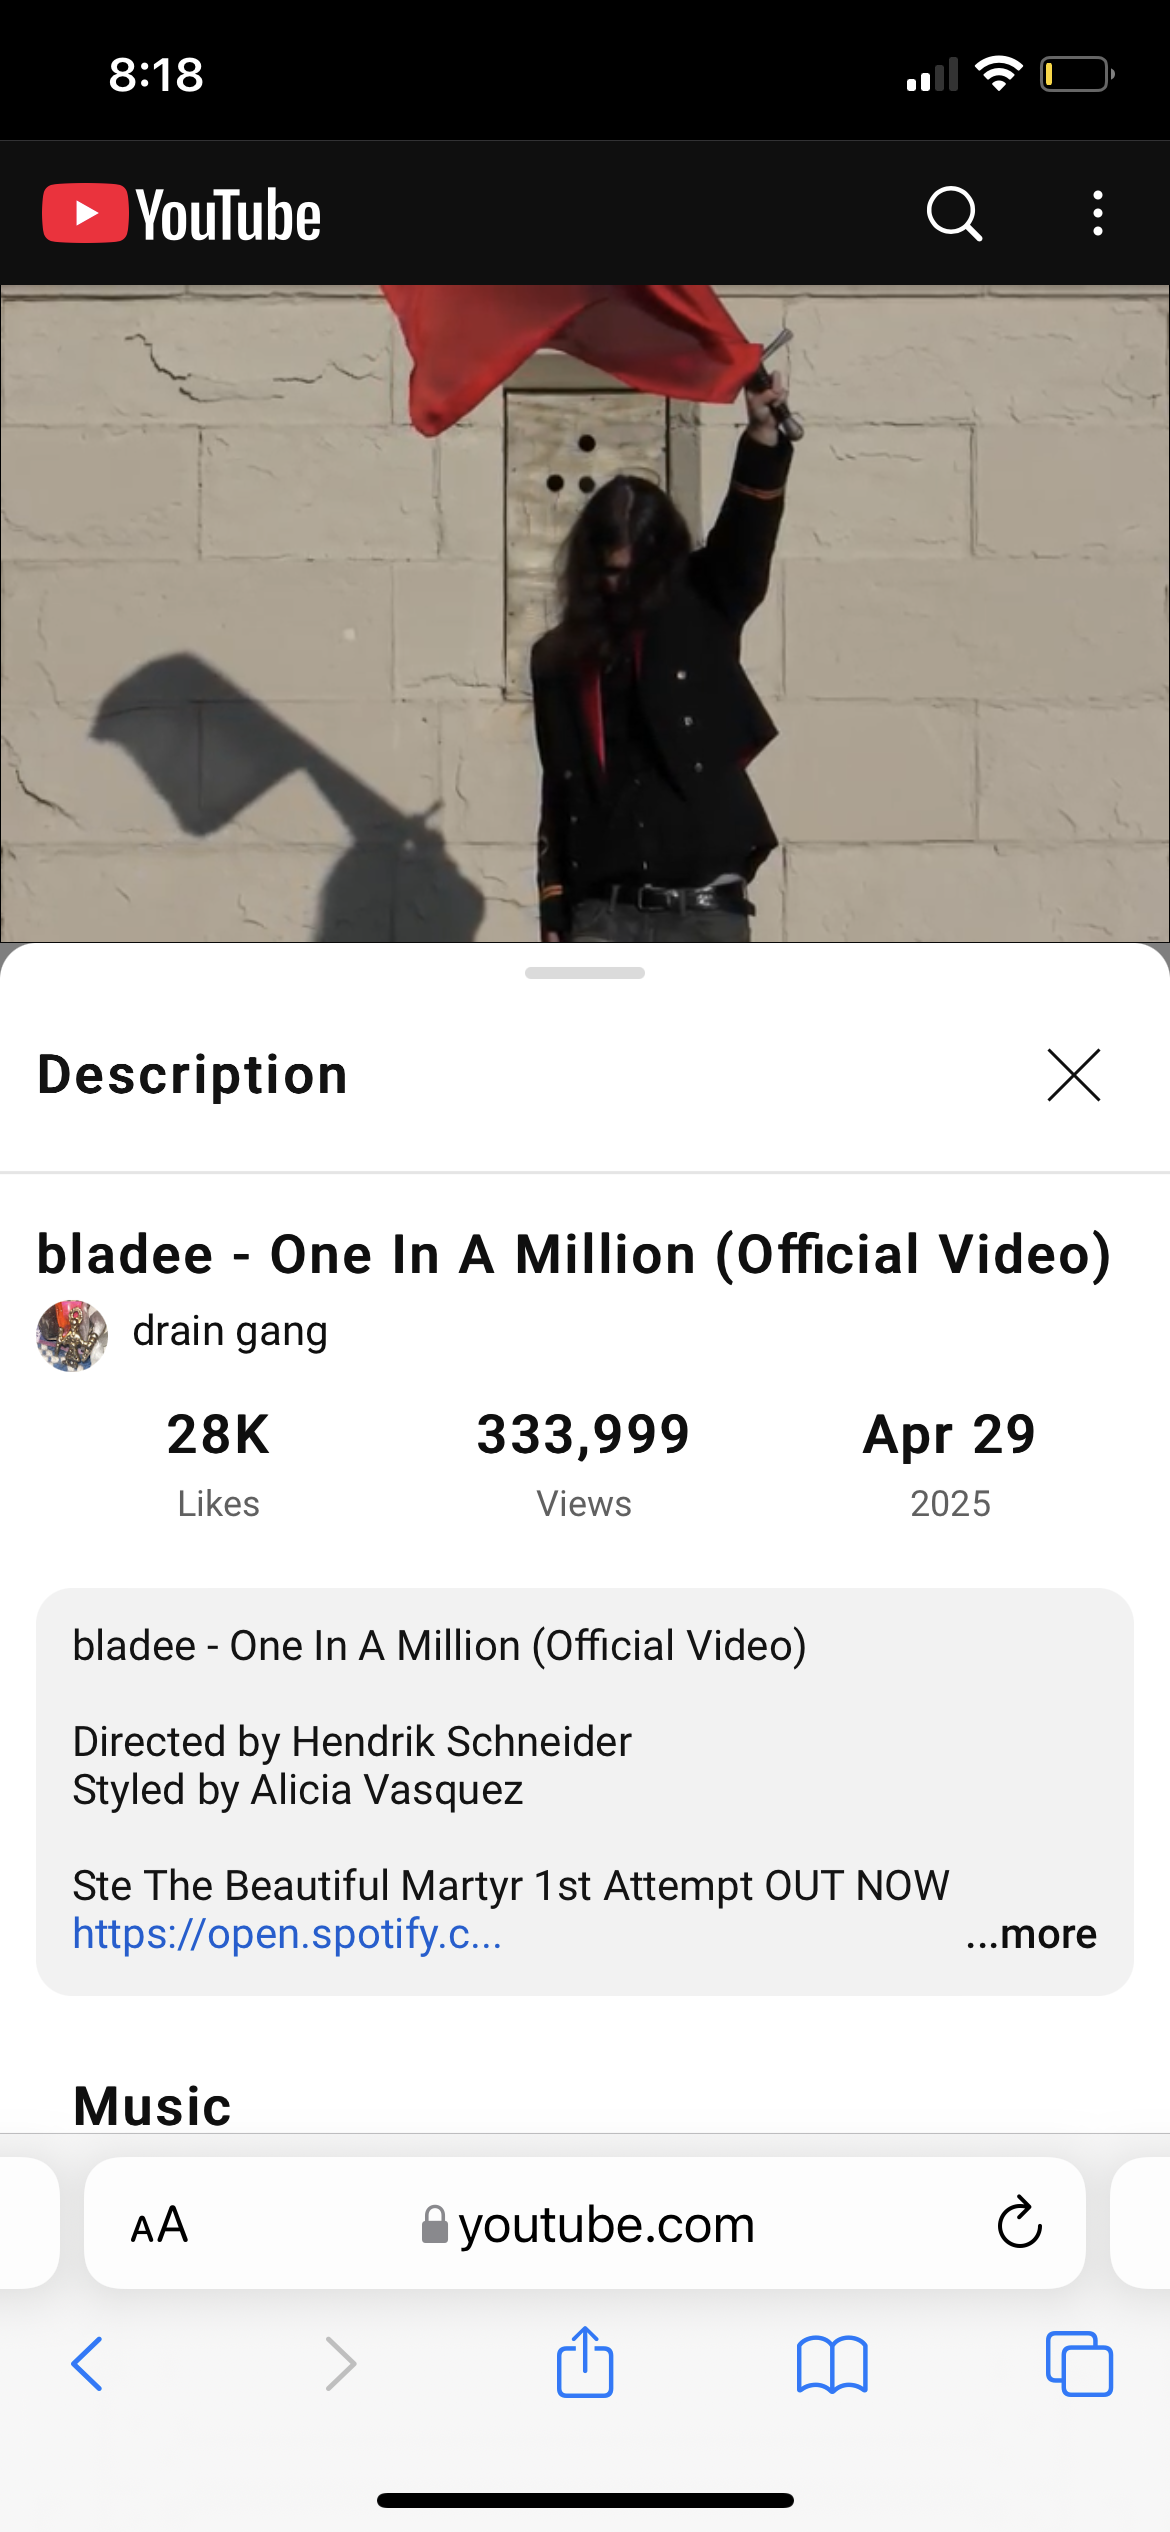 8:18
YouTube
Description
bladee - One In A Million (Official Video)
drain gang
28K 333,999 Apr 29
Likes Views 2025
bladee - One In A Million (Official Video)
Directed by Hendrik Schneider
Styled by Alicia Vasquez
Ste The Beautiful Martyr 1st Attempt OUT NOW
https://open.spotify.c... ...more
Music
AA youtube.com